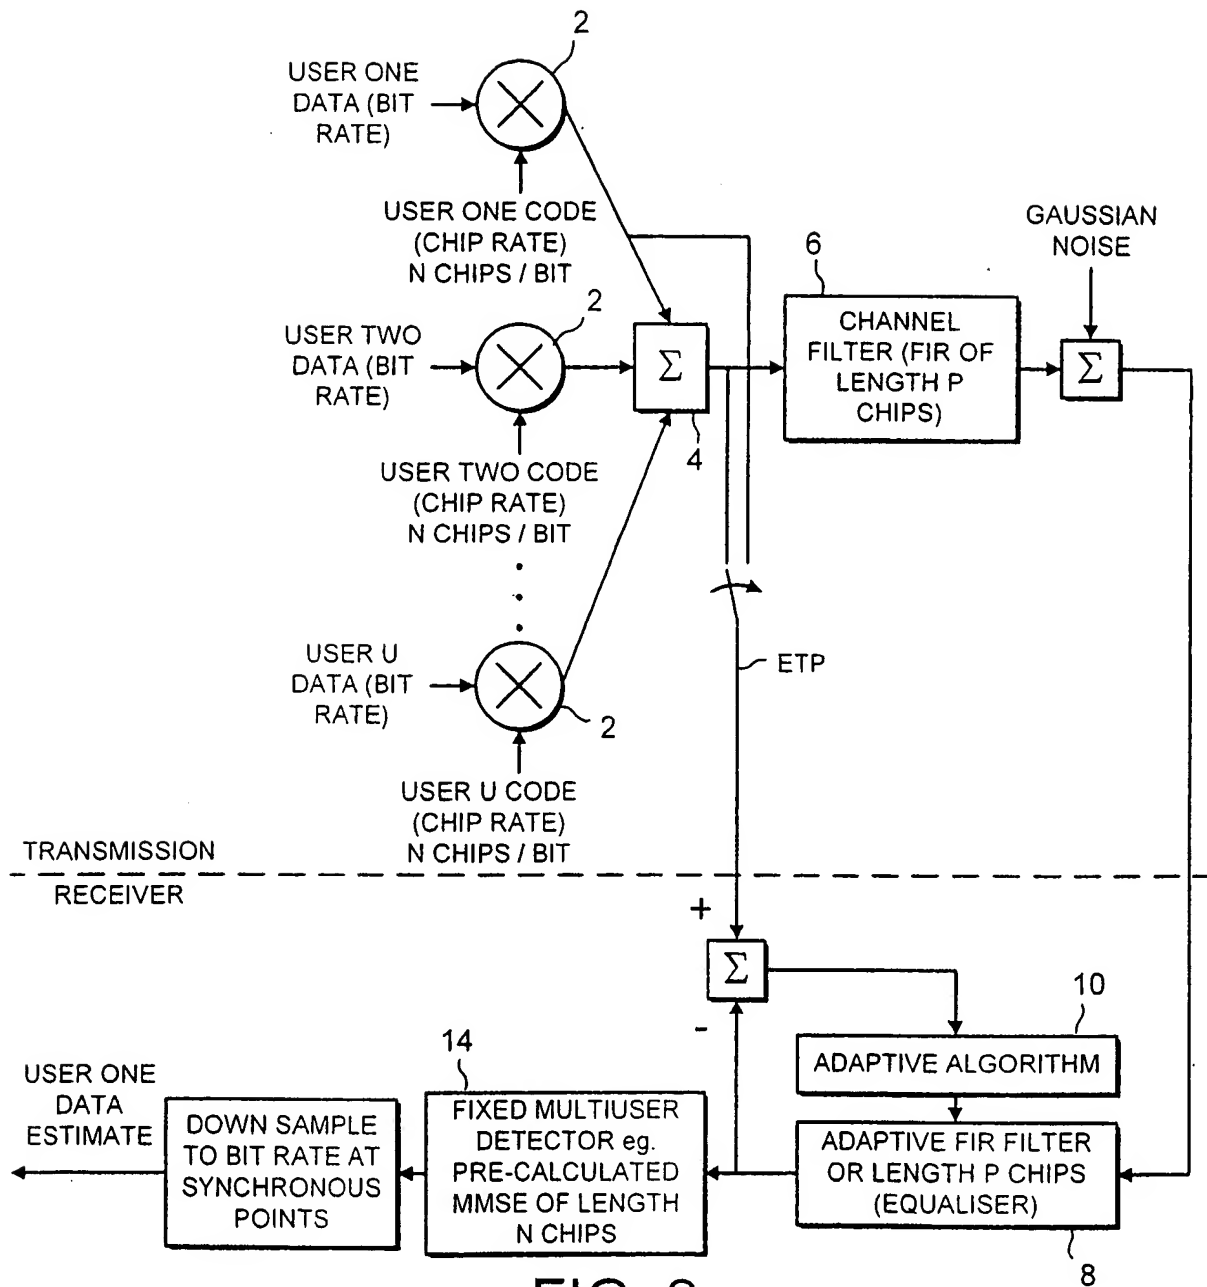 2
USER ONE
DATA (BIT
RATE)
USER ONE CODE
(CHIP RATE)
N CHIPS / BIT
GAUSSIAN
NOISE
6
CHANNEL
FILTER (FIR OF
LENGTH P
CHIPS)
Σ
2
USER TWO
DATA (BIT
RATE)
Σ
4
USER TWO CODE
(CHIP RATE)
N CHIPS / BIT
USER U
DATA (BIT
RATE)
2
ETP
USER U CODE
(CHIP RATE)
N CHIPS / BIT
TRANSMISSION
RECEIVER
+
Σ
-
10
ADAPTIVE ALGORITHM
14
USER ONE
DATA
ESTIMATE
DOWN SAMPLE
TO BIT RATE AT
SYNCHRONOUS
POINTS
FIXED MULTIUSER
DETECTOR eg.
PRE-CALCULATED
MMSE OF LENGTH
N CHIPS
ADAPTIVE FIR FILTER
OR LENGTH P CHIPS
(EQUALISER)
8